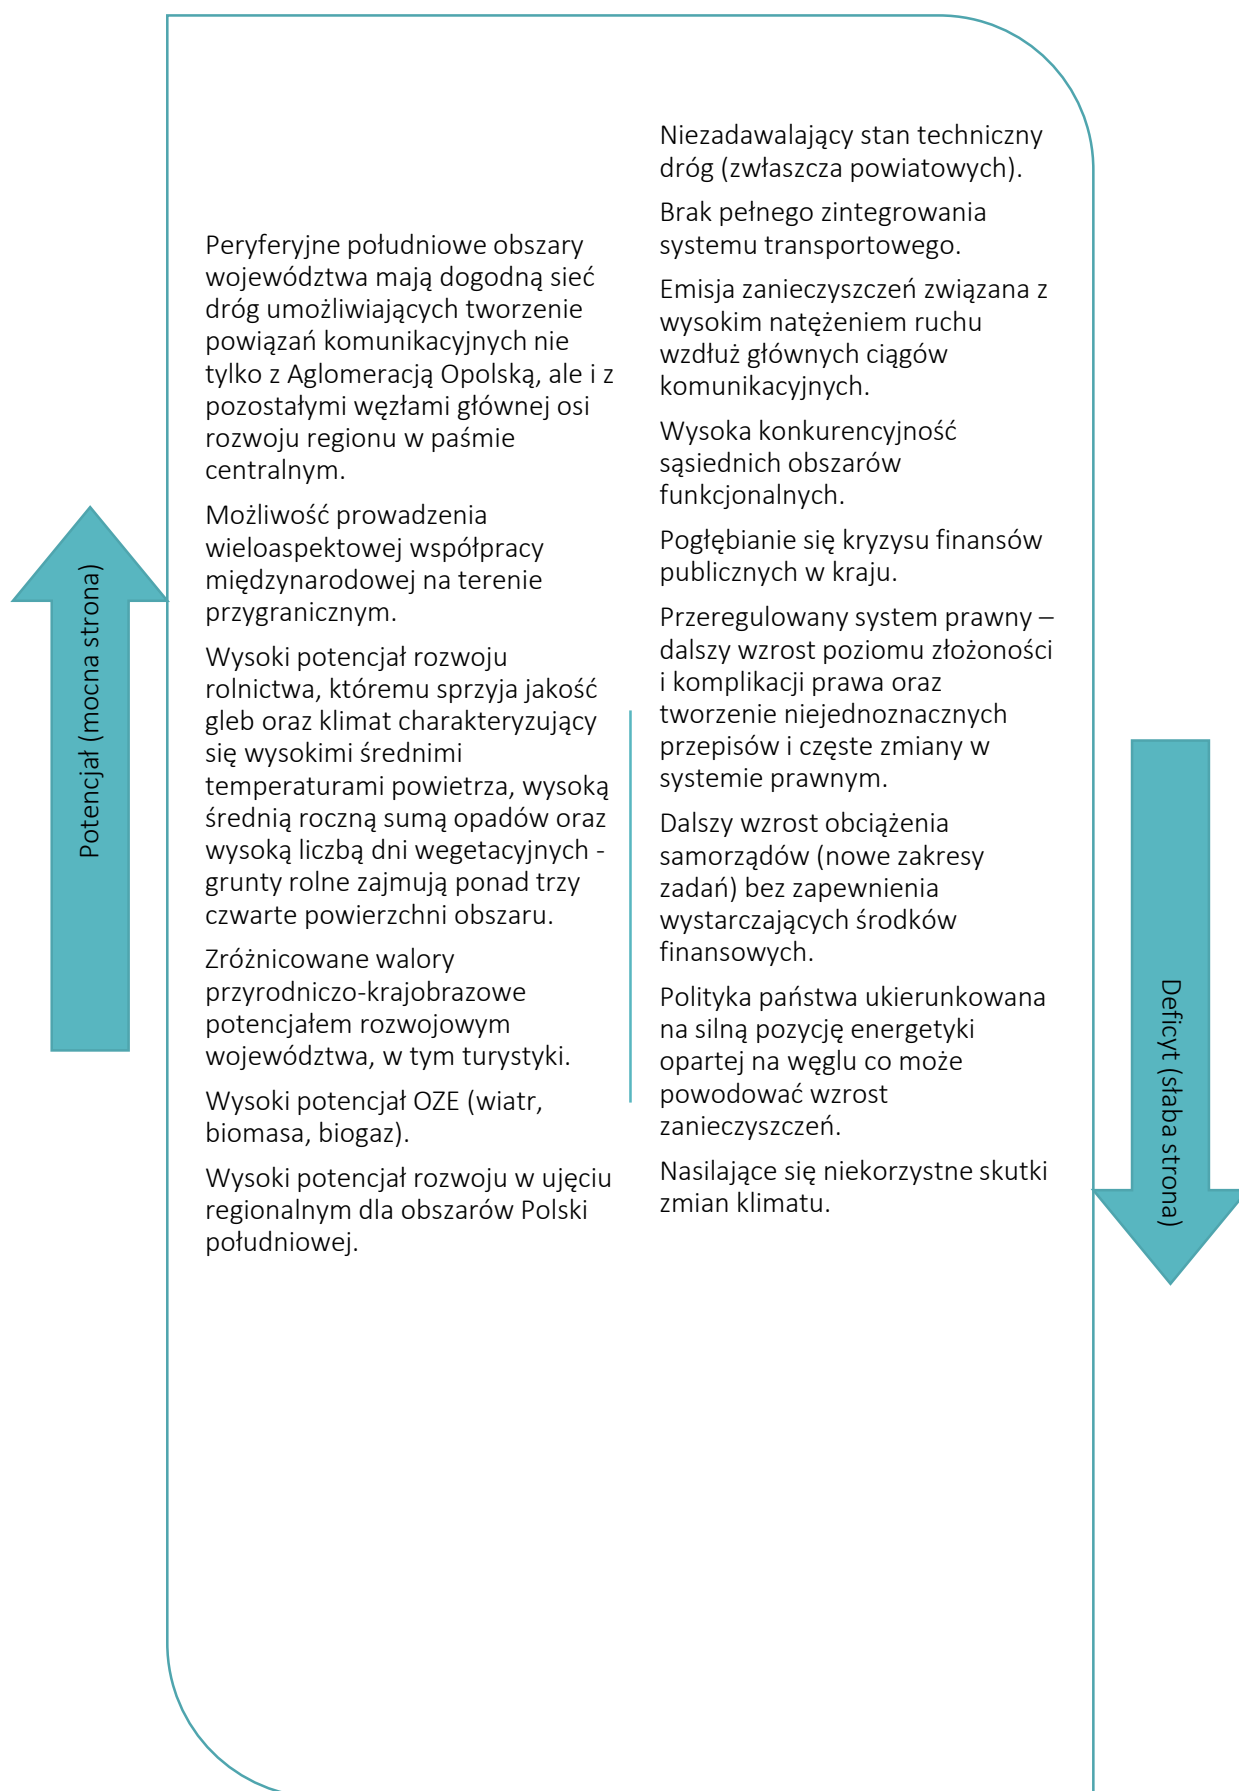 Potencjał (mocna strona)
Peryferyjne południowe obszary
województwa mają dogodną sieć
dróg umożliwiających tworzenie
powiązań komunikacyjnych nie
tylko z Aglomeracją Opolską, ale i z
pozostałymi węzłami głównej osi
rozwoju regionu w paśmie
centralnym.
Możliwość prowadzenia
wieloaspektowej współpracy
międzynarodowej na terenie
przygranicznym.
Wysoki potencjał rozwoju
rolnictwa, któremu sprzyja jakość
gleb oraz klimat charakteryzujący
się wysokimi średnimi
temperaturami powietrza, wysoką
średnią roczną sumą opadów oraz
wysoką liczbą dni wegetacyjnych -
grunty rolne zajmują ponad trzy
czwarte powierzchni obszaru.
Zróżnicowane walory
przyrodniczo-krajobrazowe
potencjałem rozwojowym
województwa, w tym turystyki.
Wysoki potencjał OZE (wiatr,
biomasa, biogaz).
Wysoki potencjał rozwoju w ujęciu
regionalnym dla obszarów Polski
południowej.
Niezadawalający stan techniczny
dróg (zwłaszcza powiatowych).
Brak pełnego zintegrowania
systemu transportowego.
Emisja zanieczyszczeń związana z
wysokim natężeniem ruchu
wzdłuż głównych ciągów
komunikacyjnych.
Wysoka konkurencyjność
sąsiednich obszarów
funkcjonalnych.
Pogłębianie się kryzysu finansów
publicznych w kraju.
Przeregulowany system prawny –
dalszy wzrost poziomu złożoności
i komplikacji prawa oraz
tworzenie niejednoznacznych
przepisów i częste zmiany w
systemie prawnym.
Dalszy wzrost obciążenia
samorządów (nowe zakresy
zadań) bez zapewnienia
wystarczających środków
finansowych.
Polityka państwa ukierunkowana
na silną pozycję energetyki
opartej na węglu co może
powodować wzrost
zanieczyszczeń.
Nasilające się niekorzystne skutki
zmian klimatu.
Deficyt (słaba strona)